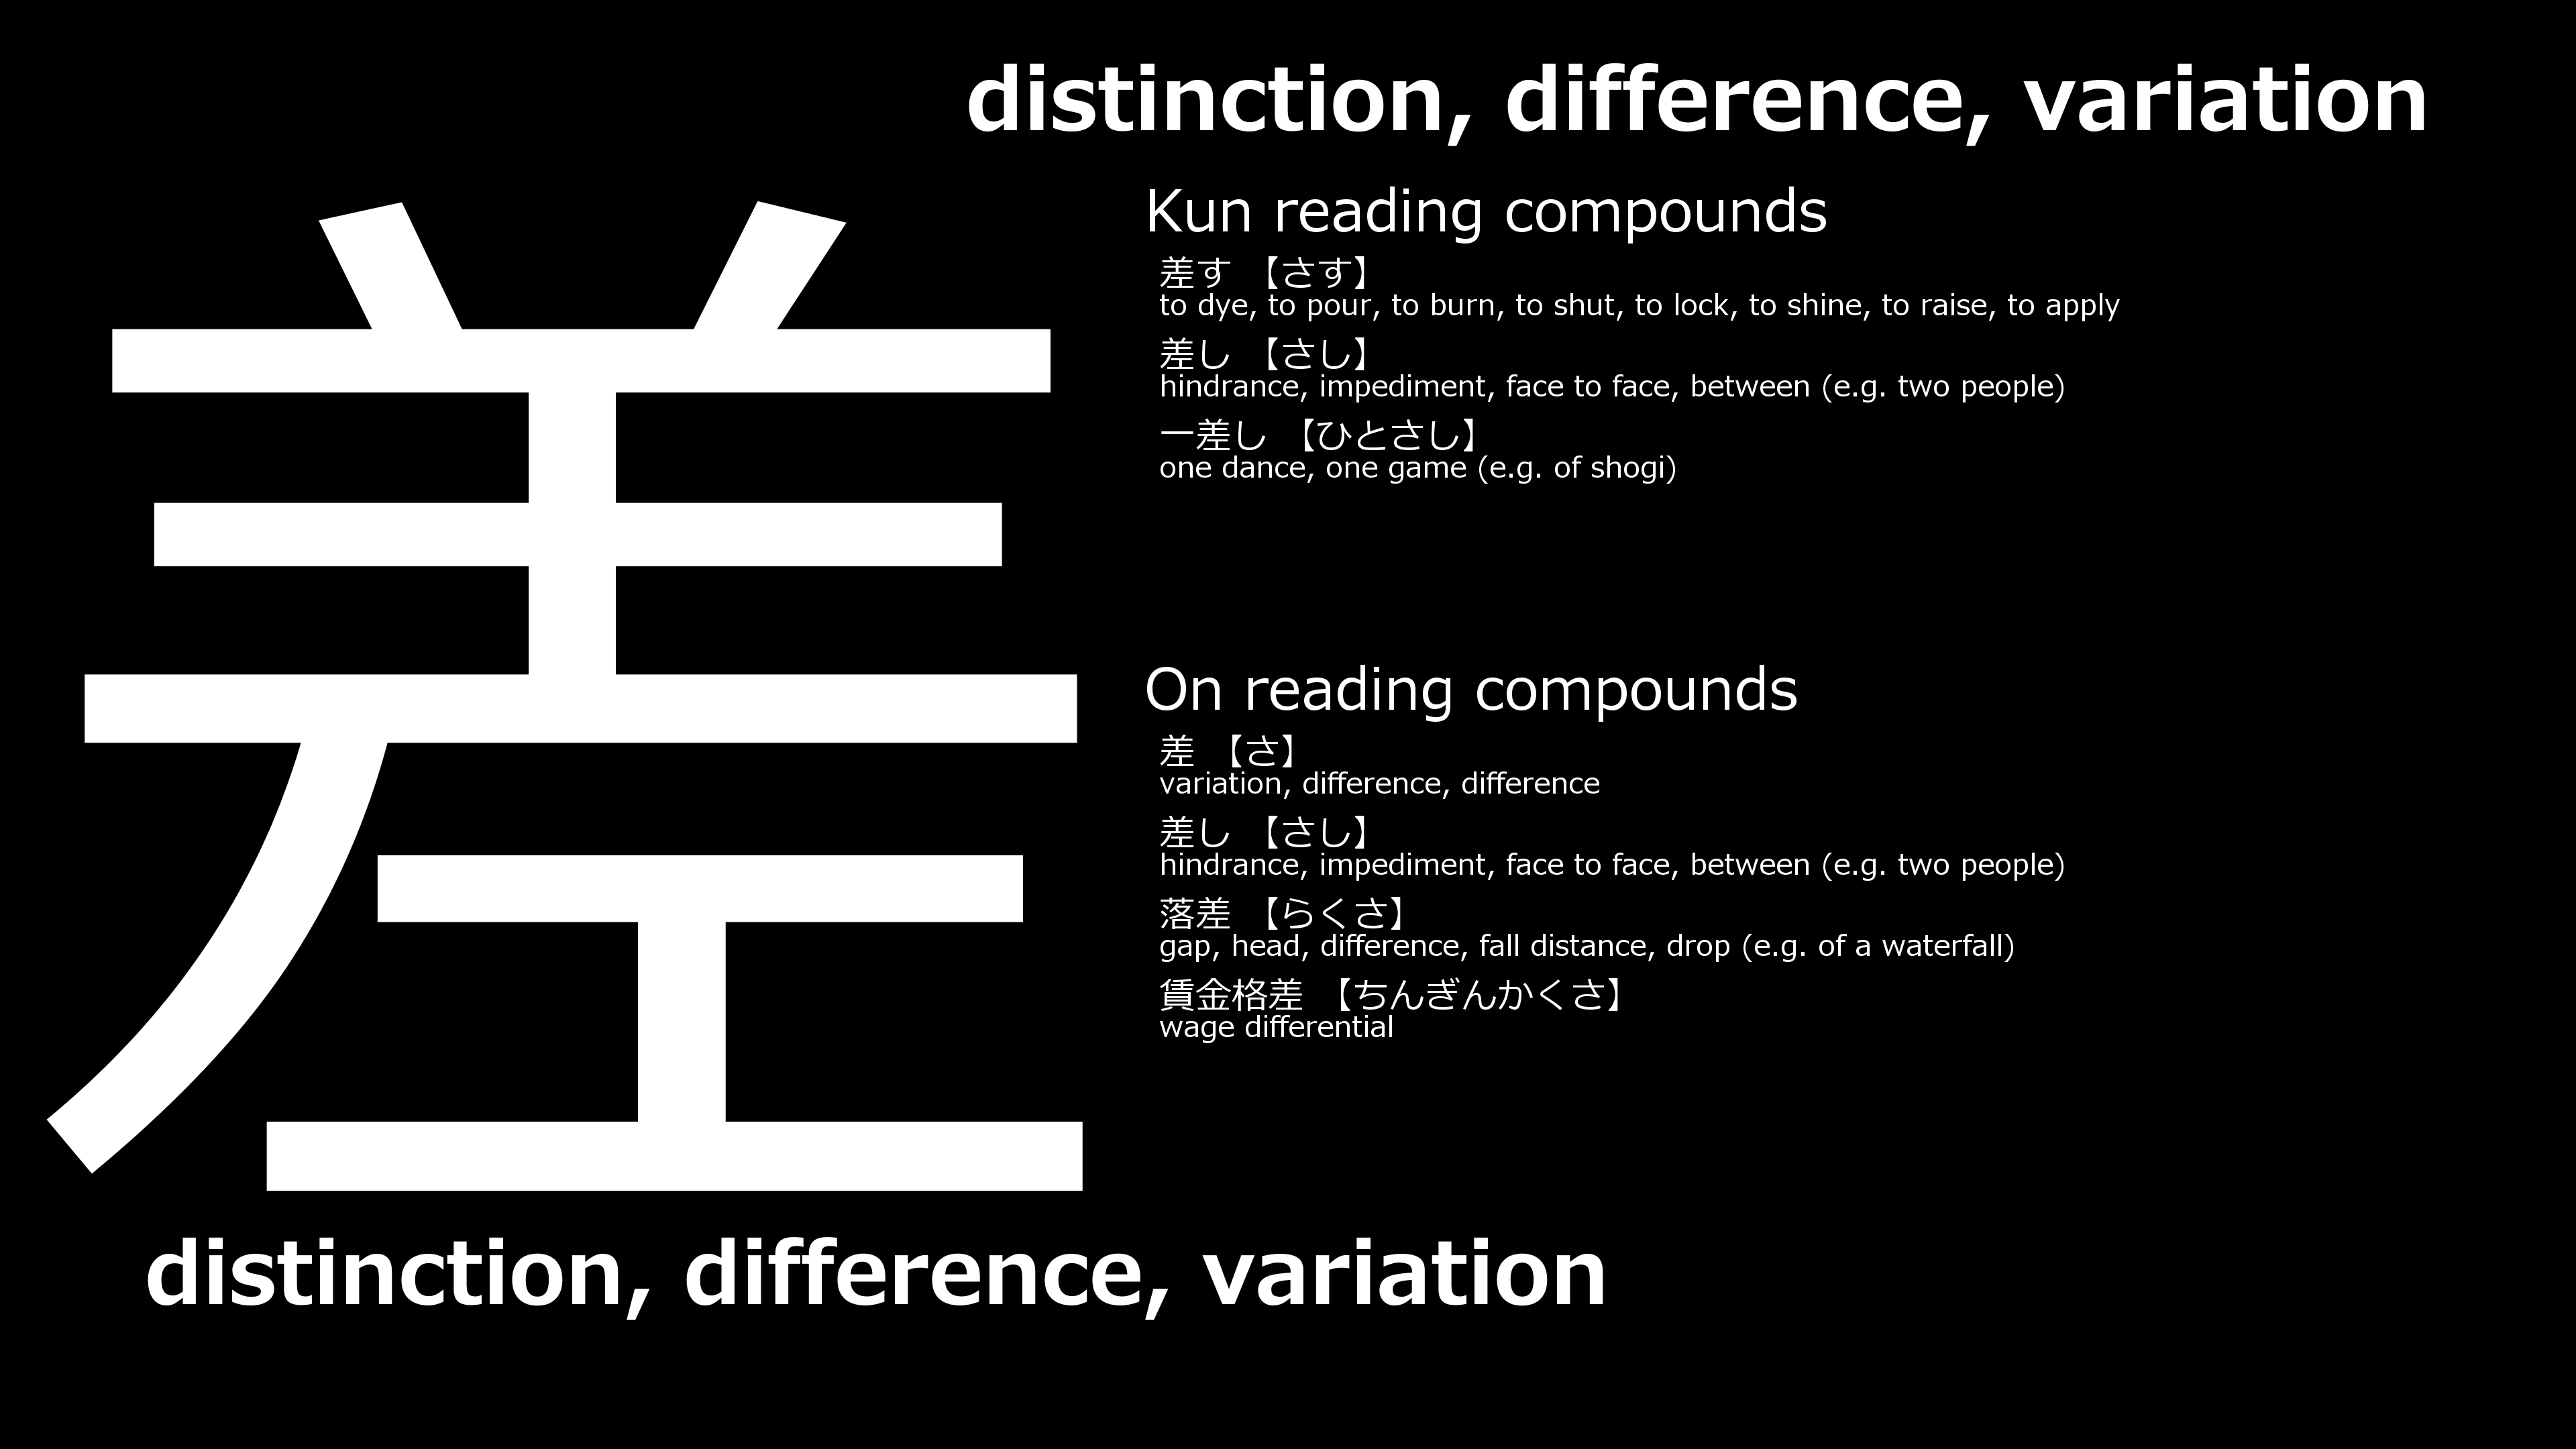 distinction, difference, variation
差
Kun reading compounds
差す 【さす】
to dye, to pour, to burn, to shut, to lock, to shine, to raise, to apply
差し 【さし】
hindrance, impediment, face to face, between (e.g. two people)
一差し 【ひとさし】
one dance, one game (e.g. of shogi)
On reading compounds
差 【さ】
variation, difference, difference
差し 【さし】
hindrance, impediment, face to face, between (e.g. two people)
落差 【らくさ】
gap, head, difference, fall distance, drop (e.g. of a waterfall)
賃金格差 【ちんぎんかくさ】
wage differential
distinction, difference, variation